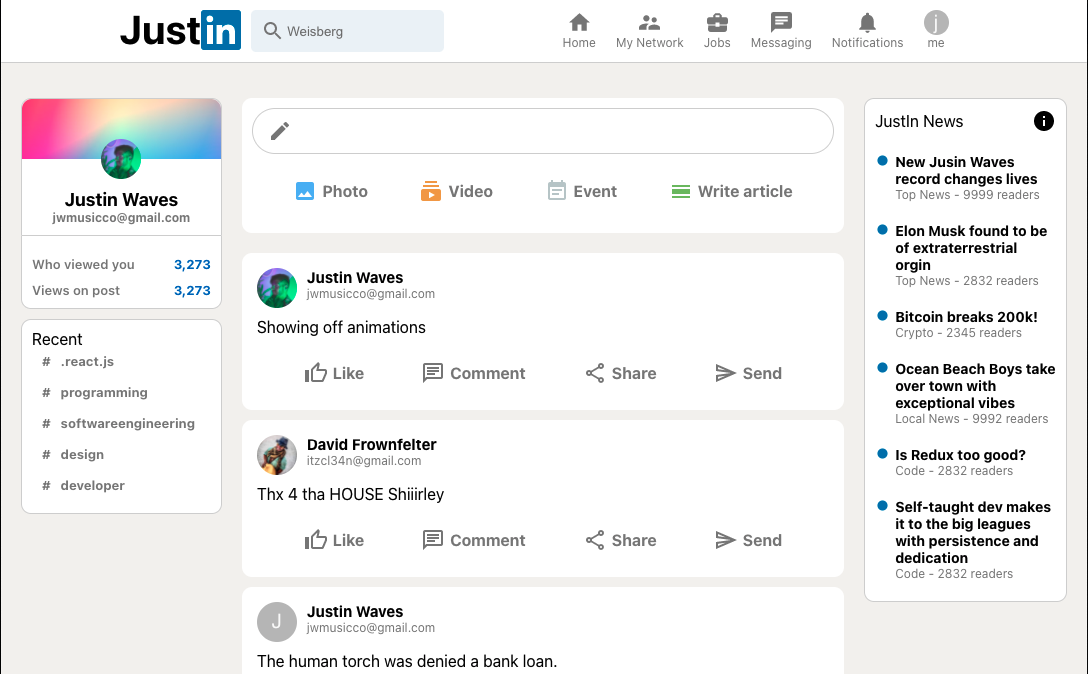 Justin
Weisberg
Home
My Network
Jobs
Messaging
Notifications
j
me
Justin Waves
jwmusicco@gmail.com
Who viewed you 3,273
Views on post 3,273
Recent
# .react.js
# programming
# softwareengineering
# design
# developer
Photo
Video
Event
Write article
Justin Waves
jwmusicco@gmail.com
Showing off animations
Like
Comment
Share
Send
David Frownfelter
itzcl34n@gmail.com
Thx 4 tha HOUSE Shiiirley
Like
Comment
Share
Send
J
Justin Waves
jwmusicco@gmail.com
The human torch was denied a bank loan.
JustIn News
New Jusin Waves
record changes lives
Top News - 9999 readers
Elon Musk found to be
of extraterrestrial
orgin
Top News - 2832 readers
Bitcoin breaks 200k!
Crypto - 2345 readers
Ocean Beach Boys take
over town with
exceptional vibes
Local News - 9992 readers
Is Redux too good?
Code - 2832 readers
Self-taught dev makes
it to the big leagues
with persistence and
dedication
Code - 2832 readers